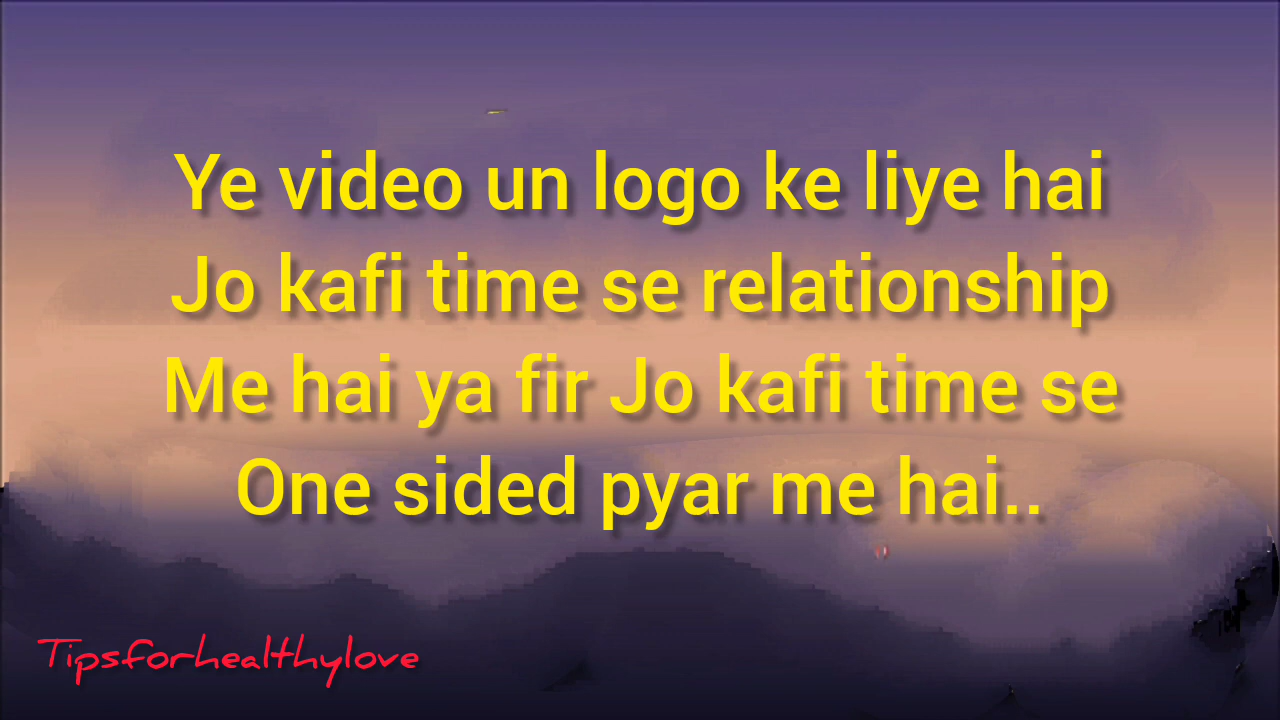 Ye video un logo ke liye hai
Jo kafi time se relationship
Me hai ya fir Jo kafi time se
One sided pyar me hai..
Tipsforhealthylove